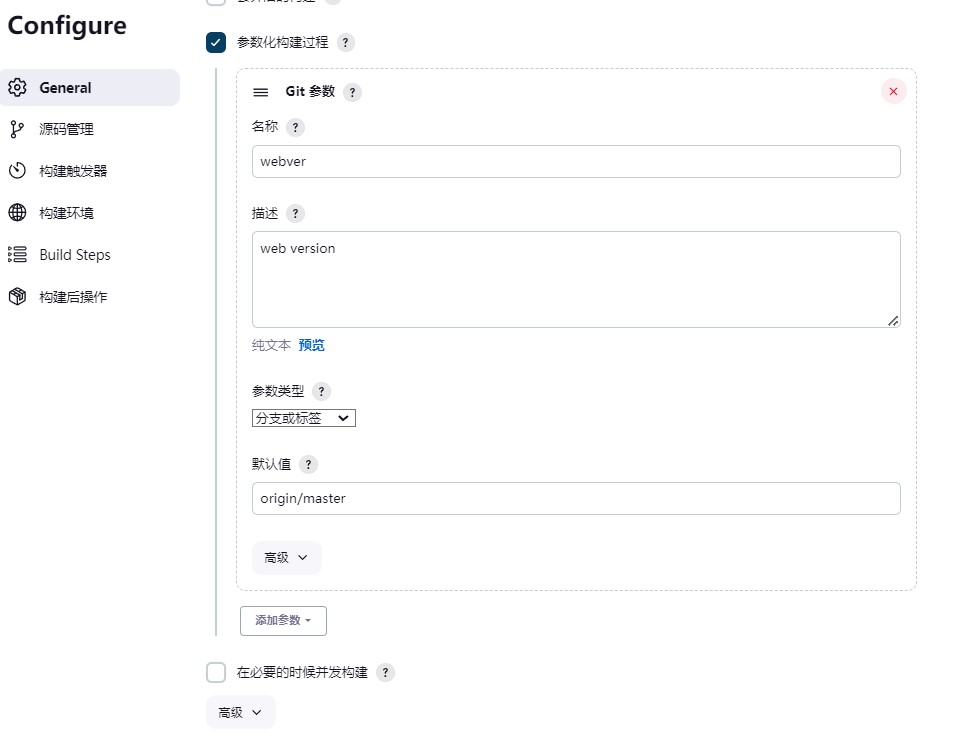 Configure
General
源码管理
构建触发器
构建环境
Build Steps
构建后操作
参数化构建过程 ?
Git 参数 ?
名称 ?
webver
描述 ?
web version
纯文本 预览
参数类型 ?
分支或标签
默认值 ?
origin/master
高级
添加参数
在必要的时候并发构建 ?
高级